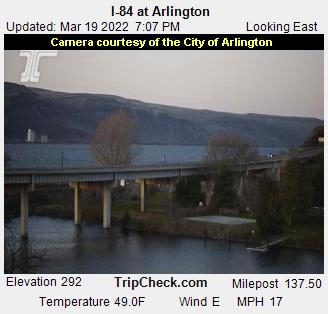 I-84 at Arlington
Updated: Mar 19 2022 7:07 PM Looking East
Camera courtesy of the City of Arlington
Elevation 292 TripCheck.com Milepost 137.50
Temperature 49.0F Wind E MPH 17